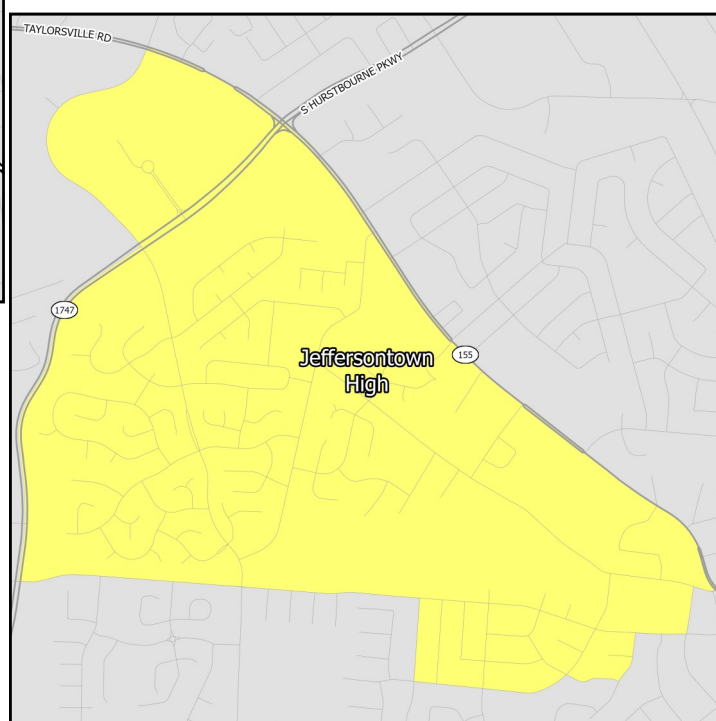 TAYLORSVILLE RD
S HURSTBOURNE PKWY
1747
Jeffersontown
High
155